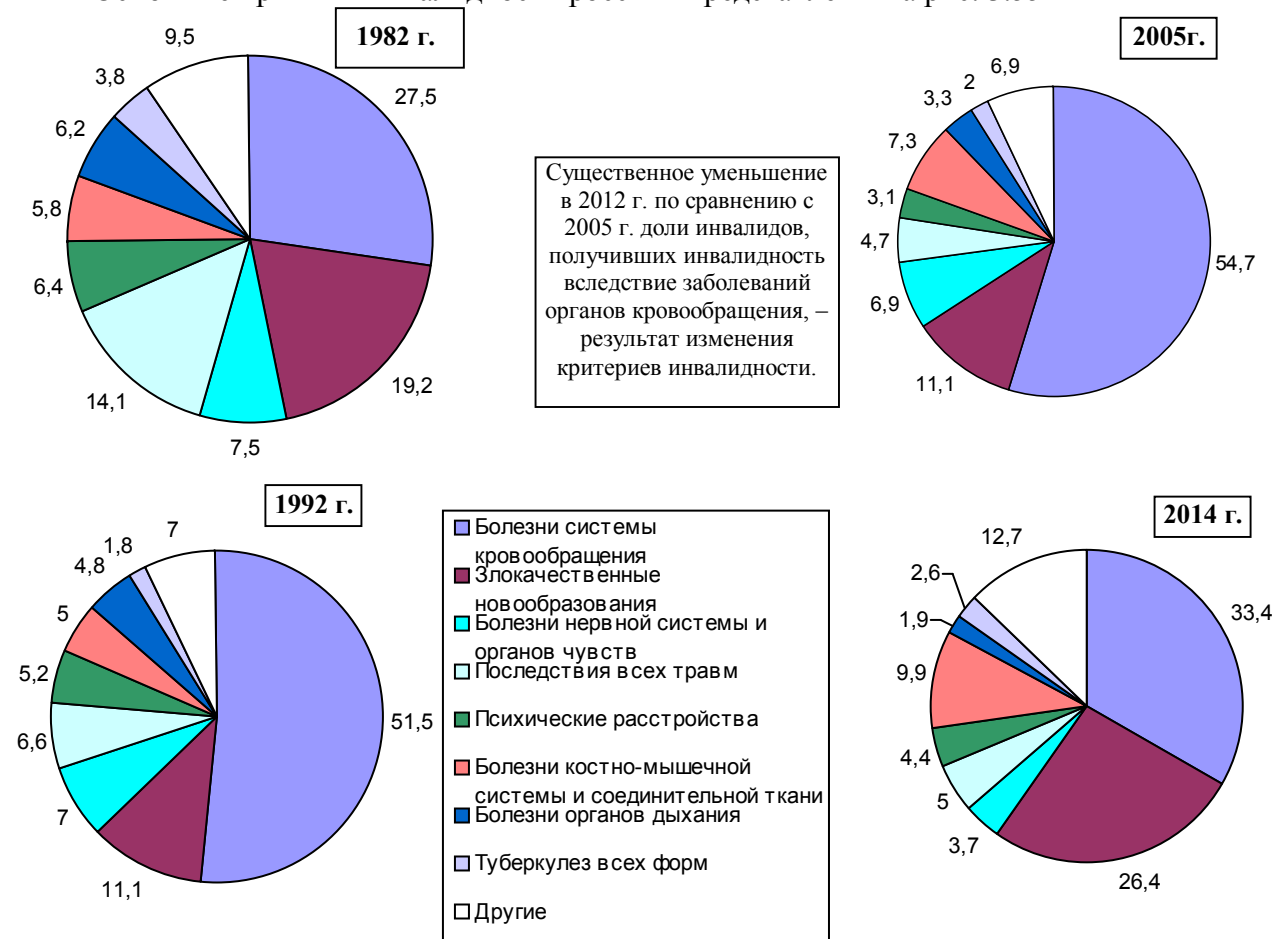 1982 г.
9,5
27,5
3,8
6,2
5,8
6,4
19,2
14,1
7,5
Существенное уменьшение
в 2012 г. по сравнению с
2005 г. доли инвалидов,
получивших инвалидность
вследствие заболеваний
органов кровообращения, –
результат изменения
критериев инвалидности.
2005г.
6,9
2
3,3
7,3
3,1
4,7
54,7
6,9
11,1
1992 г.
7
1,8
4,8
5
5,2
51,5
6,6
7
11,1
Болезни системы
кровообращения
Злокачественные
новообразования
Болезни нервной системы и
органов чувств
Последствия всех травм
Психические расстройства
Болезни костно-мышечной
системы и соединительной ткани
Болезни органов дыхания
Туберкулез всех форм
Другие
2014 г.
12,7
2,6
33,4
1,9
9,9
4,4
5
3,7
26,4